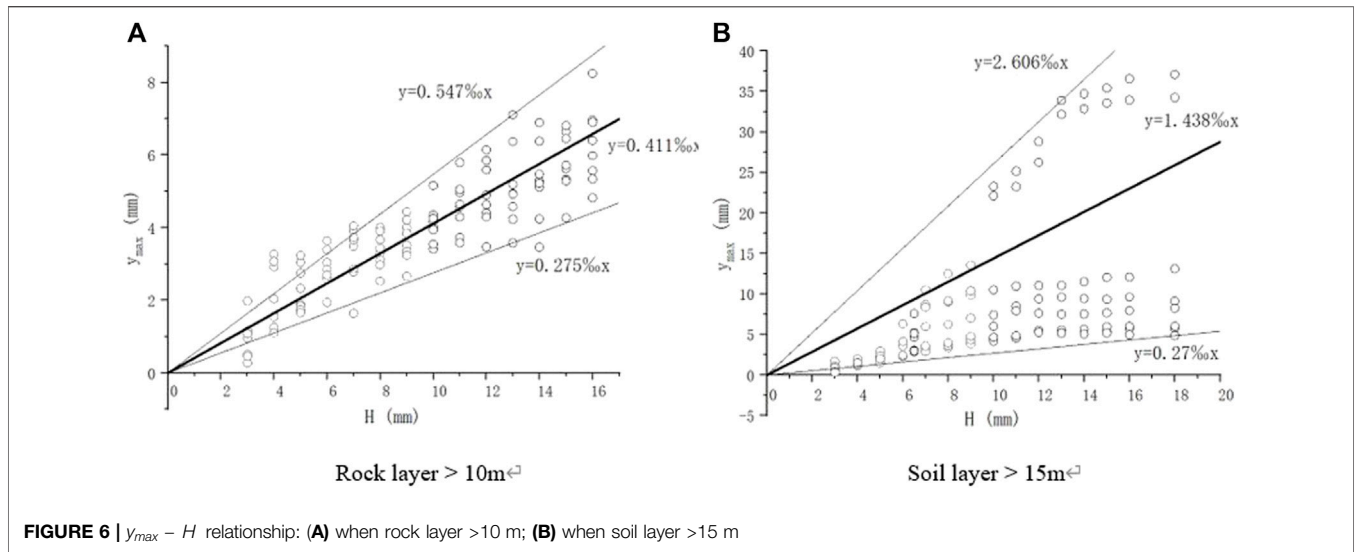 A
B
8
6
4
2
0
y_max (mm)
0 2 4 6 8 10 12 14 16
H (mm)
y=0.547‰x
y=0.411‰x
y=0.275‰x
40
35
30
25
20
15
10
5
0
-5
y_max (mm)
0 2 4 6 8 10 12 14 16 18 20
H (mm)
y=2.606‰x
y=1.438‰x
y=0.27‰x
Rock layer > 10m↵
Soil layer > 15m↵
FIGURE 6 | y_max – H relationship: (A) when rock layer >10 m; (B) when soil layer >15 m